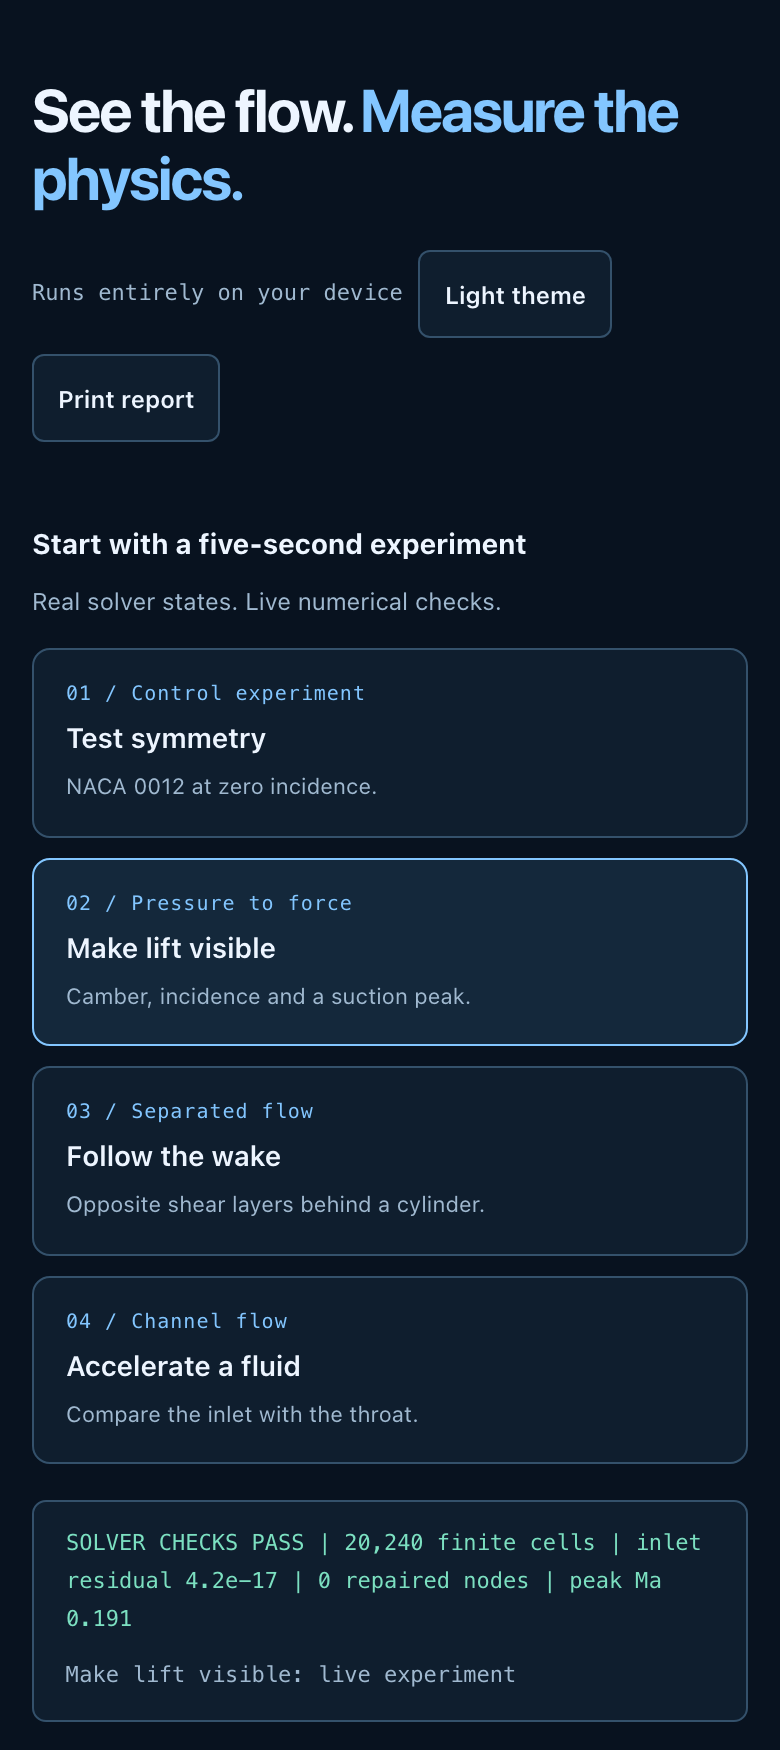 See the flow. Measure the
physics.
Runs entirely on your device
Light theme
Print report
Start with a five-second experiment
Real solver states. Live numerical checks.
01 / Control experiment
Test symmetry
NACA 0012 at zero incidence.
02 / Pressure to force
Make lift visible
Camber, incidence and a suction peak.
03 / Separated flow
Follow the wake
Opposite shear layers behind a cylinder.
04 / Channel flow
Accelerate a fluid
Compare the inlet with the throat.
SOLVER CHECKS PASS | 20,240 finite cells | inlet
residual 4.2e−17 | 0 repaired nodes | peak Ma
0.191
Make lift visible: live experiment